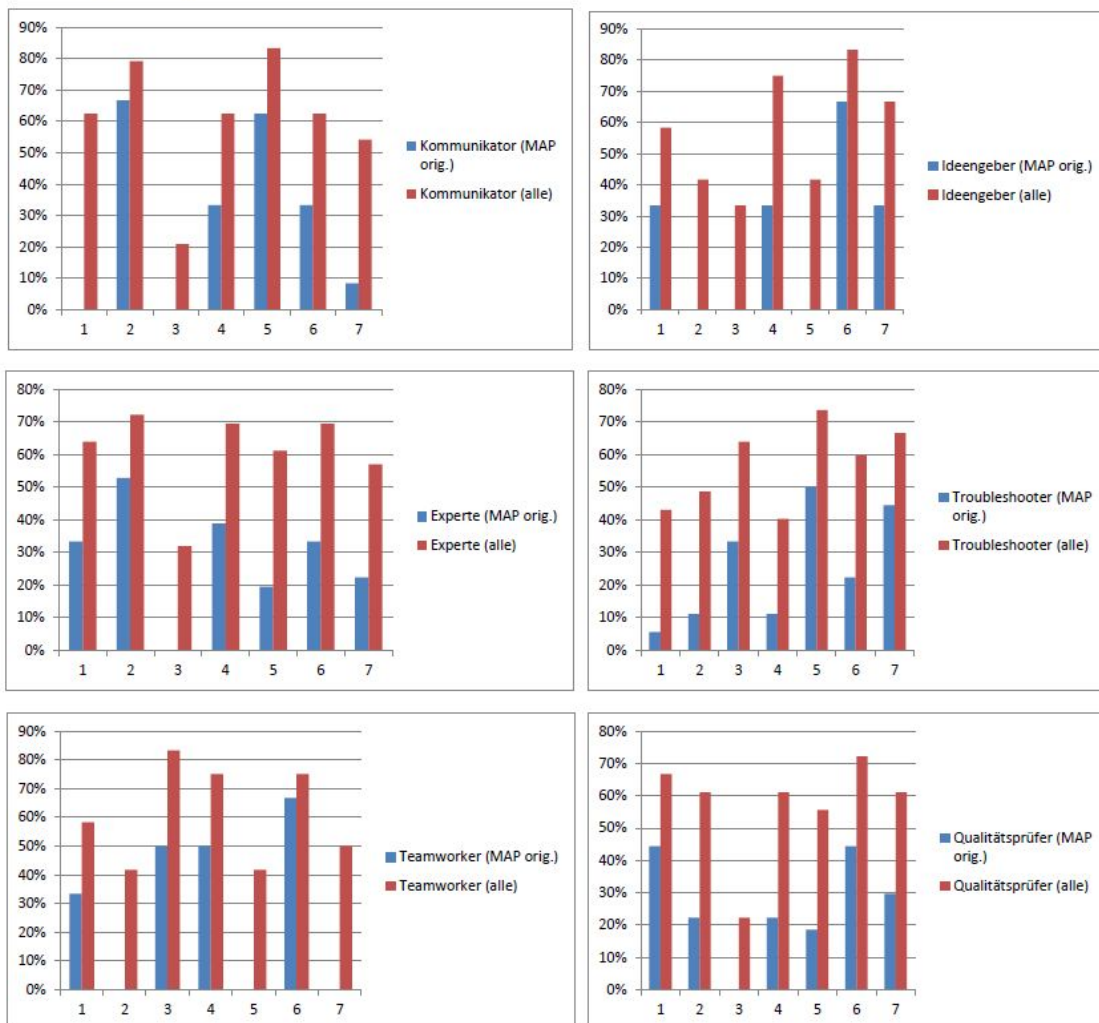 90%
80%
70%
60%
50%
40%
30%
20%
10%
0%
1 2 3 4 5 6 7
Kommunikator (MAP
orig.)
Kommunikator (alle)
90%
80%
70%
60%
50%
40%
30%
20%
10%
0%
1 2 3 4 5 6 7
Ideengeber (MAP orig.)
Ideengeber (alle)
80%
70%
60%
50%
40%
30%
20%
10%
0%
1 2 3 4 5 6 7
Experte (MAP orig.)
Experte (alle)
80%
70%
60%
50%
40%
30%
20%
10%
0%
1 2 3 4 5 6 7
Troubleshooter (MAP
orig.)
Troubleshooter (alle)
90%
80%
70%
60%
50%
40%
30%
20%
10%
0%
1 2 3 4 5 6 7
Teamworker (MAP orig.)
Teamworker (alle)
80%
70%
60%
50%
40%
30%
20%
10%
0%
1 2 3 4 5 6 7
Qualitätsprüfer (MAP
orig.)
Qualitätsprüfer (alle)